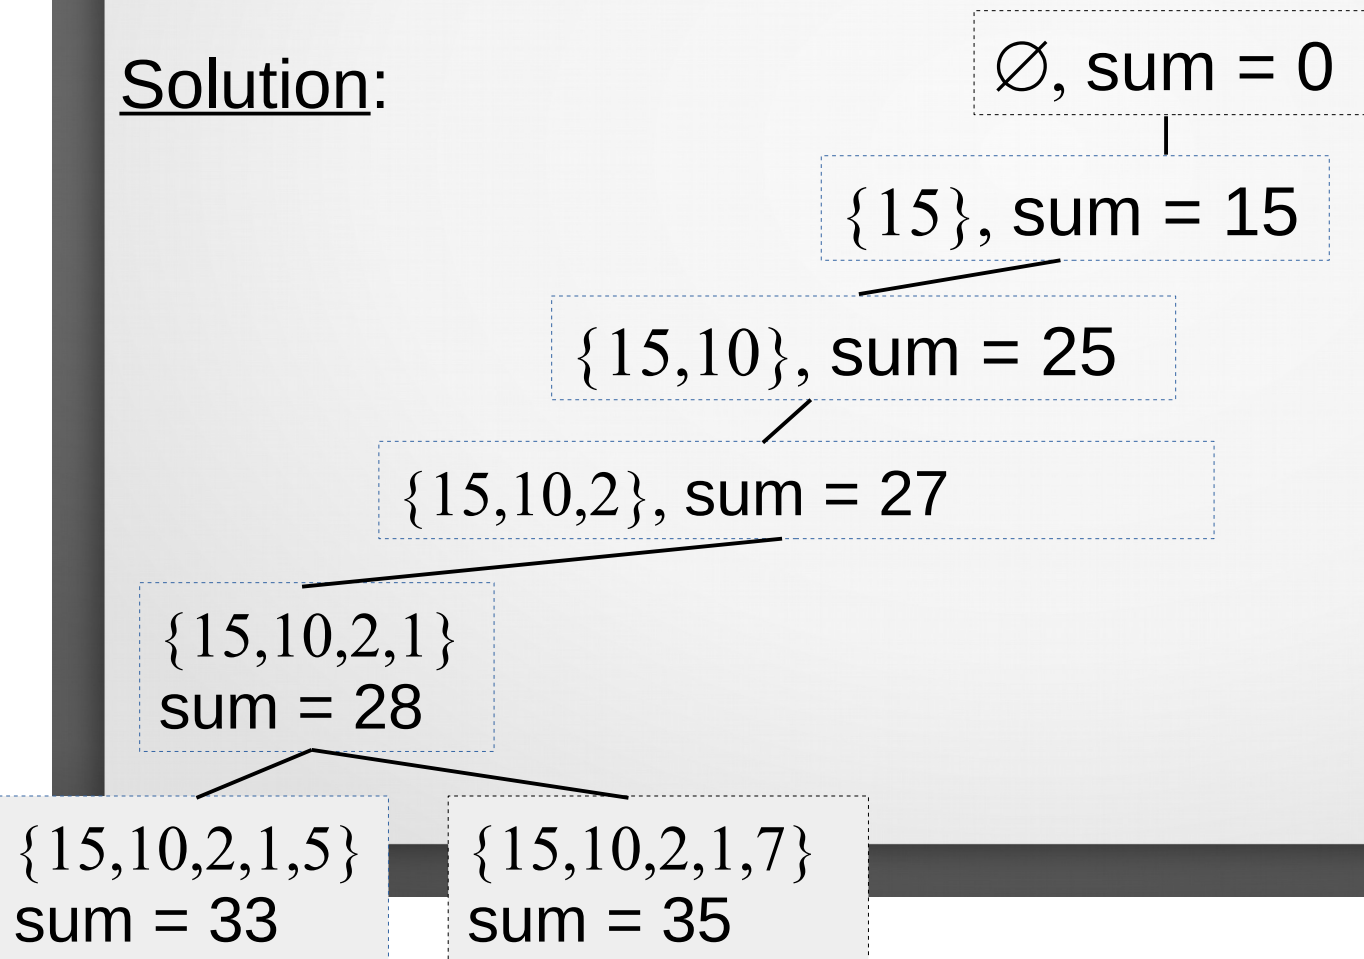 Solution:
∅, sum = 0
{15}, sum = 15
{15,10}, sum = 25
{15,10,2}, sum = 27
{15,10,2,1}
sum = 28
{15,10,2,1,5}
sum = 33
{15,10,2,1,7}
sum = 35